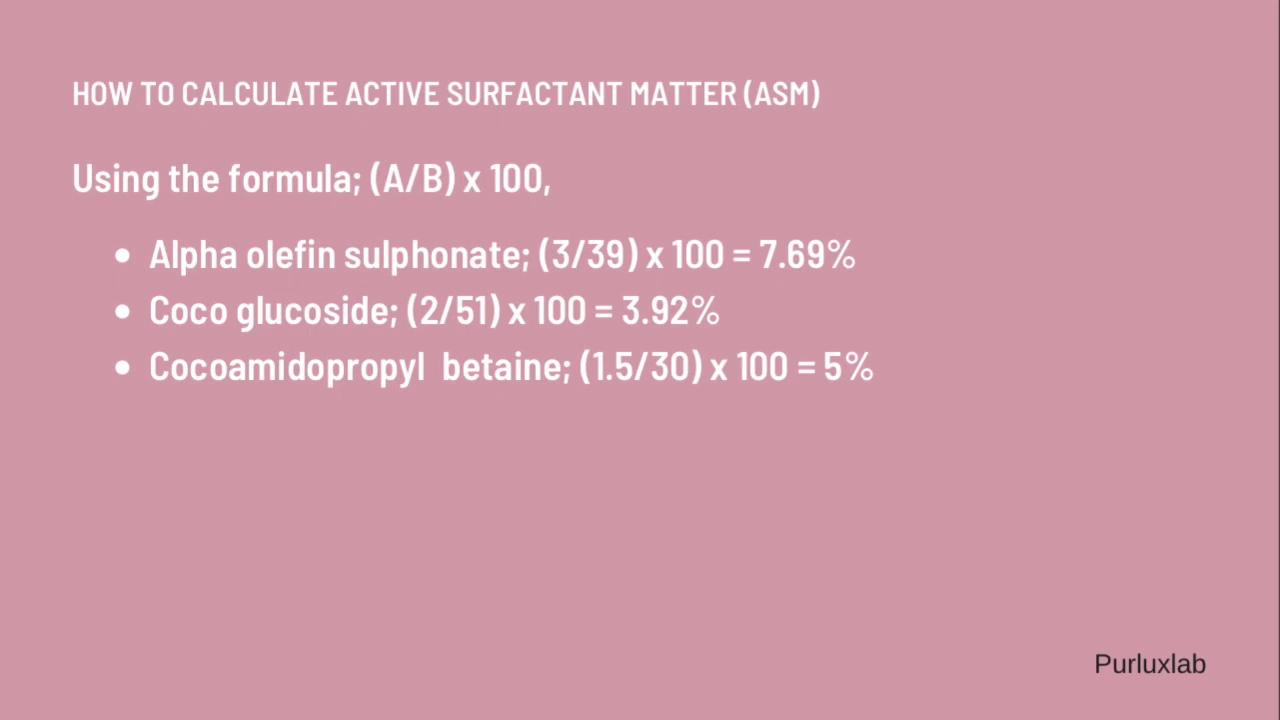 HOW TO CALCULATE ACTIVE SURFACTANT MATTER (ASM)
Using the formula; (A/B) x 100,
• Alpha olefin sulphonate; (3/39) x 100 = 7.69%
• Coco glucoside; (2/51) x 100 = 3.92%
• Cocoamidopropyl  betaine; (1.5/30) x 100 = 5%
Purluxlab